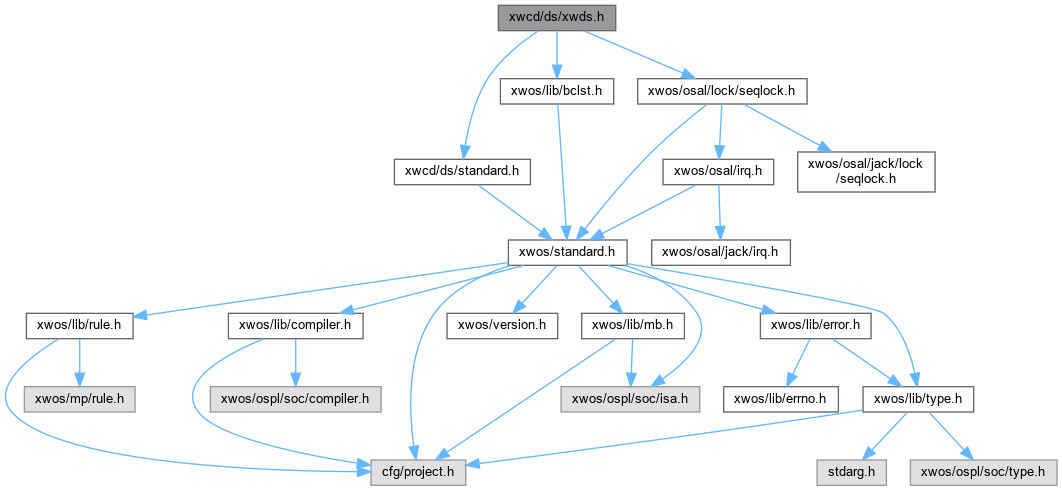 xwcd/ds/xwds.h
xwos/lib/bclst.h
xwos/osal/lock/seqlock.h
xwcd/ds/standard.h
xwos/osal/irq.h
xwos/osal/jack/lock
/seqlock.h
xwos/standard.h
xwos/osal/jack/irq.h
xwos/lib/rule.h
xwos/lib/compiler.h
xwos/version.h
xwos/lib/mb.h
xwos/lib/error.h
xwos/mp/rule.h
xwos/ospl/soc/compiler.h
xwos/ospl/soc/isa.h
xwos/lib/errno.h
xwos/lib/type.h
cfg/project.h
stdarg.h
xwos/ospl/soc/type.h